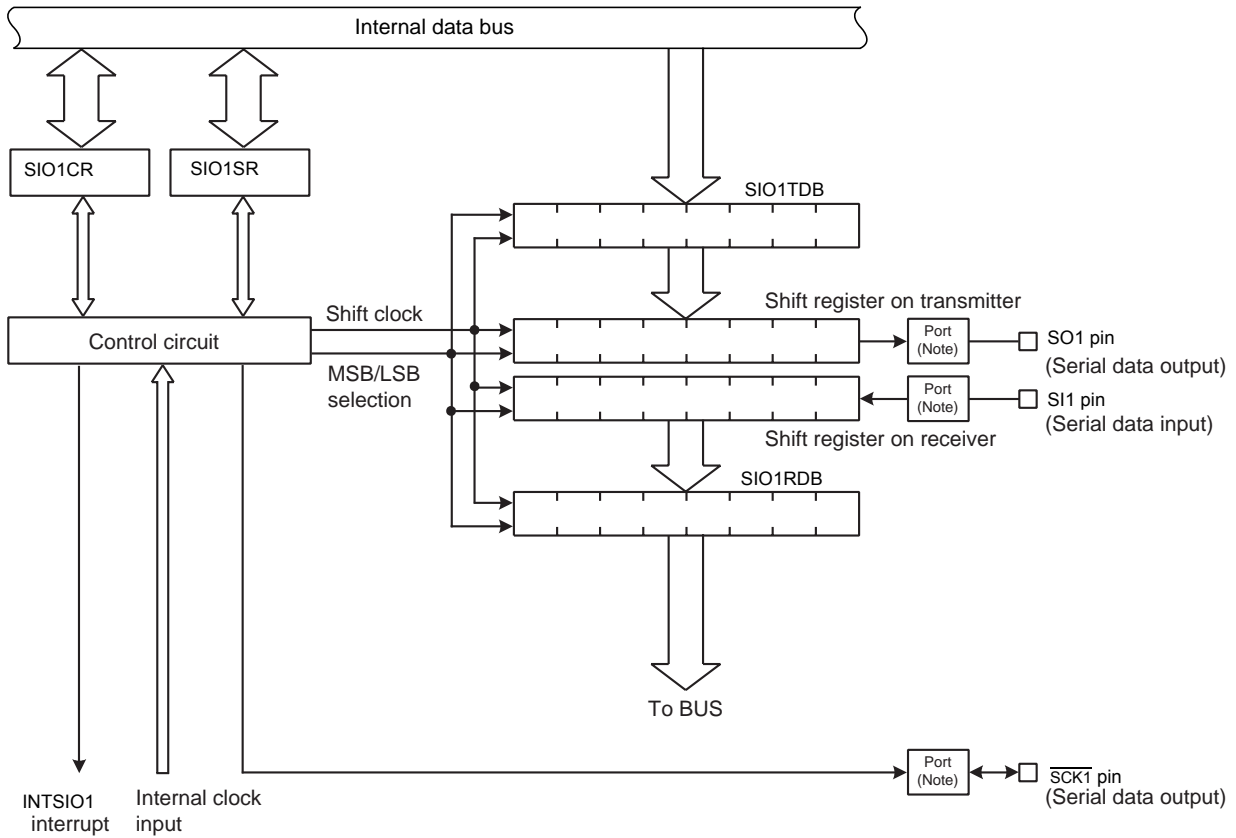 Internal data bus
SIO1CR
SIO1SR
SIO1TDB
Control circuit
Shift clock
MSB/LSB
selection
Shift register on transmitter
Port
(Note)
SO1 pin
(Serial data output)
Port
(Note)
SI1 pin
(Serial data input)
Shift register on receiver
SIO1RDB
To BUS
Port
(Note)
SCK1 pin
(Serial data output)
INTSIO1
interrupt
Internal clock
input